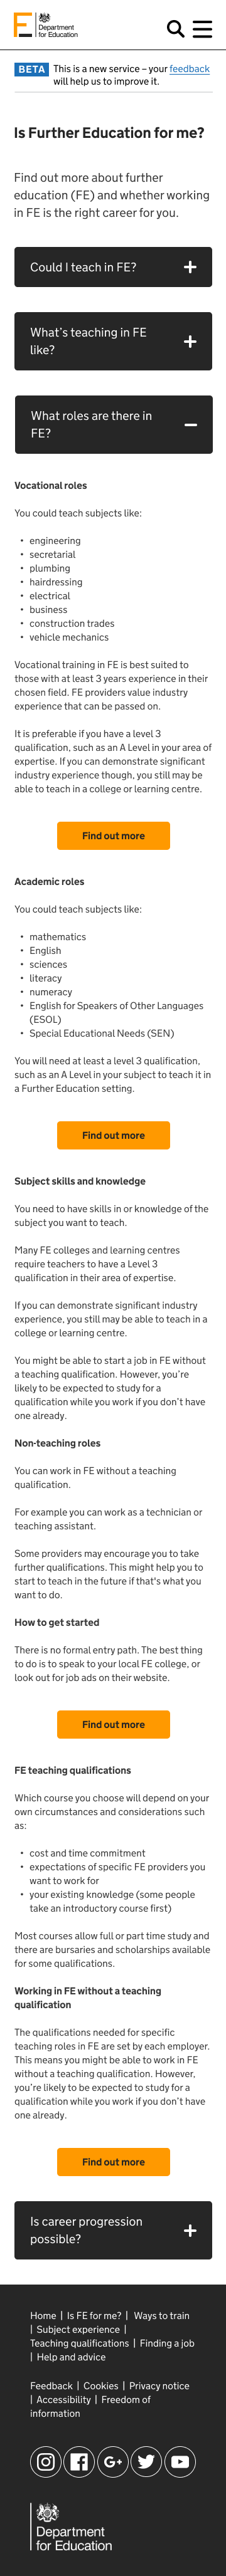 FE
Department
for Education
BETA This is a new service – your feedback
will help us to improve it.
Is Further Education for me?
Find out more about further
education (FE) and whether working
in FE is the right career for you.
Could I teach in FE?
What's teaching in FE
like?
What roles are there in
FE?
Vocational roles
You could teach subjects like:
• engineering
• secretarial
• plumbing
• hairdressing
• electrical
• business
• construction trades
• vehicle mechanics
Vocational training in FE is best suited to
those with at least 3 years experience in their
chosen field. FE providers value industry
experience that can be passed on.
It is preferable if you have a level 3
qualification, such as an A Level in your area of
expertise. If you can demonstrate significant
industry experience though, you still may be
able to teach in a college or learning centre.
Find out more
Academic roles
You could teach subjects like:
• mathematics
• English
• sciences
• literacy
• numeracy
• English for Speakers of Other Languages
(ESOL)
• Special Educational Needs (SEN)
You will need at least a level 3 qualification,
such as an A Level in your subject to teach it in
a Further Education setting.
Find out more
Subject skills and knowledge
You need to have skills in or knowledge of the
subject you want to teach.
Many FE colleges and learning centres
require teachers to have a Level 3
qualification in their area of expertise.
If you can demonstrate significant industry
experience, you still may be able to teach in a
college or learning centre.
You might be able to start a job in FE without
a teaching qualification. However, you're
likely to be expected to study for a
qualification while you work if you don't have
one already.
Non-teaching roles
You can work in FE without a teaching
qualification.
For example you can work as a technician or
teaching assistant.
Some providers may encourage you to take
further qualifications. This might help you to
start to teach in the future if that's what you
want to do.
How to get started
There is no formal entry path. The best thing
to do is to speak to your local FE college, or
look out for job ads on their website.
Find out more
FE teaching qualifications
Which course you choose will depend on your
own circumstances and considerations such
as:
• cost and time commitment
• expectations of specific FE providers you
want to work for
• your existing knowledge (some people
take an introductory course first)
Most courses allow full or part time study and
there are bursaries and scholarships available
for some qualifications.
Working in FE without a teaching
qualification
The qualifications needed for specific
teaching roles in FE are set by each employer.
This means you might be able to work in FE
without a teaching qualification. However,
you're likely to be expected to study for a
qualification while you work if you don't have
one already.
Find out more
Is career progression
possible?
Home | Is FE for me? | Ways to train
| Subject experience |
Teaching qualifications | Finding a job
| Help and advice
Feedback | Cookies | Privacy notice
| Accessibility | Freedom of
information
G+
Department
for Education